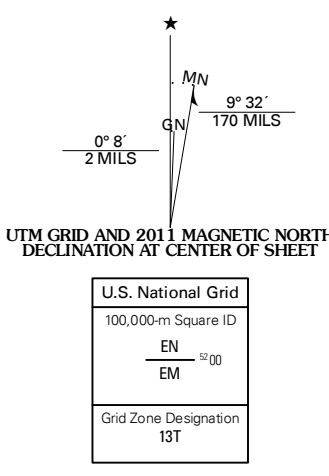 ★
MN
9° 32´
170 MILS
GN
0° 8´
2 MILS
UTM GRID AND 2011 MAGNETIC NORTH
DECLINATION AT CENTER OF SHEET
U.S. National Grid
100,000-m Square ID
EN
5200
EM
Grid Zone Designation
13T